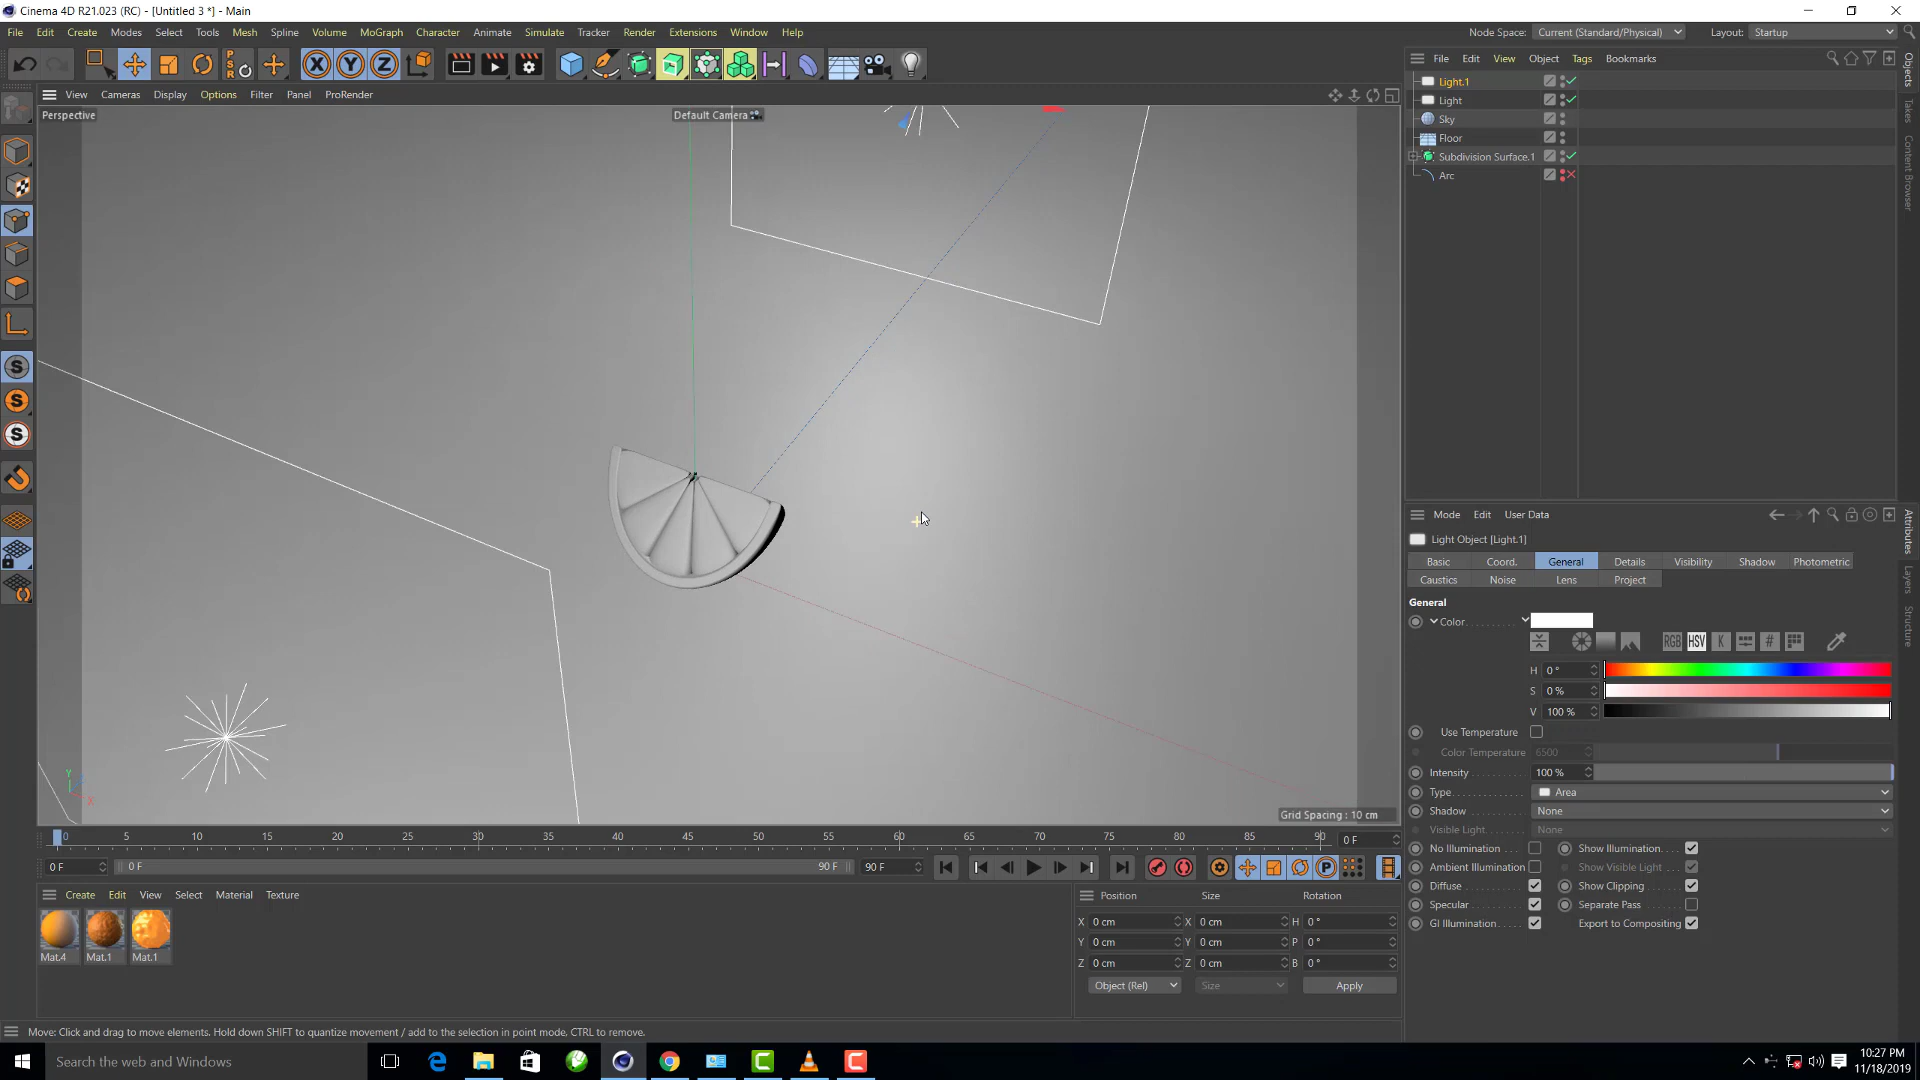 Cinema 4D R21.023 (RC) - [Untitled 3 *] - Main
File Edit Create Modes Select Tools Mesh Spline Volume MoGraph Character Animate Simulate Tracker Render Extensions Window Help
Node Space: Current (Standard/Physical) Layout: Startup
View Cameras Display Options Filter Panel ProRender
Perspective
Default Camera
Grid Spacing : 10 cm
Y
X
File Edit View Object Tags Bookmarks
Light.1
Light
Sky
Floor
Subdivision Surface.1
Arc
Objects
Takes
Content Browser
Mode Edit User Data
Light Object [Light.1]
Basic Coord. General Details Visibility Shadow Photometric
Caustics Noise Lens Project
General
Color
RGB HSV K #
H 0 °
S 0 %
V 100 %
Use Temperature
Color Temperature 6500
Intensity 100 %
Type Area
Shadow None
Visible Light None
No Illumination Show Illumination
Ambient Illumination Show Visible Light
Diffuse Show Clipping
Specular Separate Pass
GI Illumination Export to Compositing
Attributes
Layers
Structure
0 5 10 15 20 25 30 35 40 45 50 55 60 65 70 75 80 85 90 0 F
0 F 0 F 90 F 90 F
Create Edit View Select Material Texture
Mat.4 Mat.1 Mat.1
Position Size Rotation
X 0 cm X 0 cm H 0 °
Y 0 cm Y 0 cm P 0 °
Z 0 cm Z 0 cm B 0 °
Object (Rel) Size Apply
Move: Click and drag to move elements. Hold down SHIFT to quantize movement / add to the selection in point mode, CTRL to remove.
Search the web and Windows
10:27 PM
11/18/2019